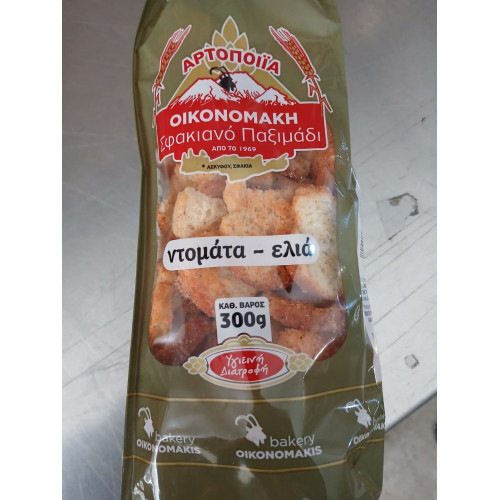 ΑΡΤΟΠΟΙΪΑ
ΟΙΚΟΝΟΜΑΚΗ
Σφακιανό Παξιμάδι
ΑΠΟ ΤΟ 1969
ΑΣΚΥΦΟΥ, ΣΦΑΚΙΑ
ντομάτα - ελιά
ΚΑΘ. ΒΑΡΟΣ
300g
Υγιεινή
Διατροφή
bakery
OIKONOMAKIS
bakery
OIKONOMAKIS